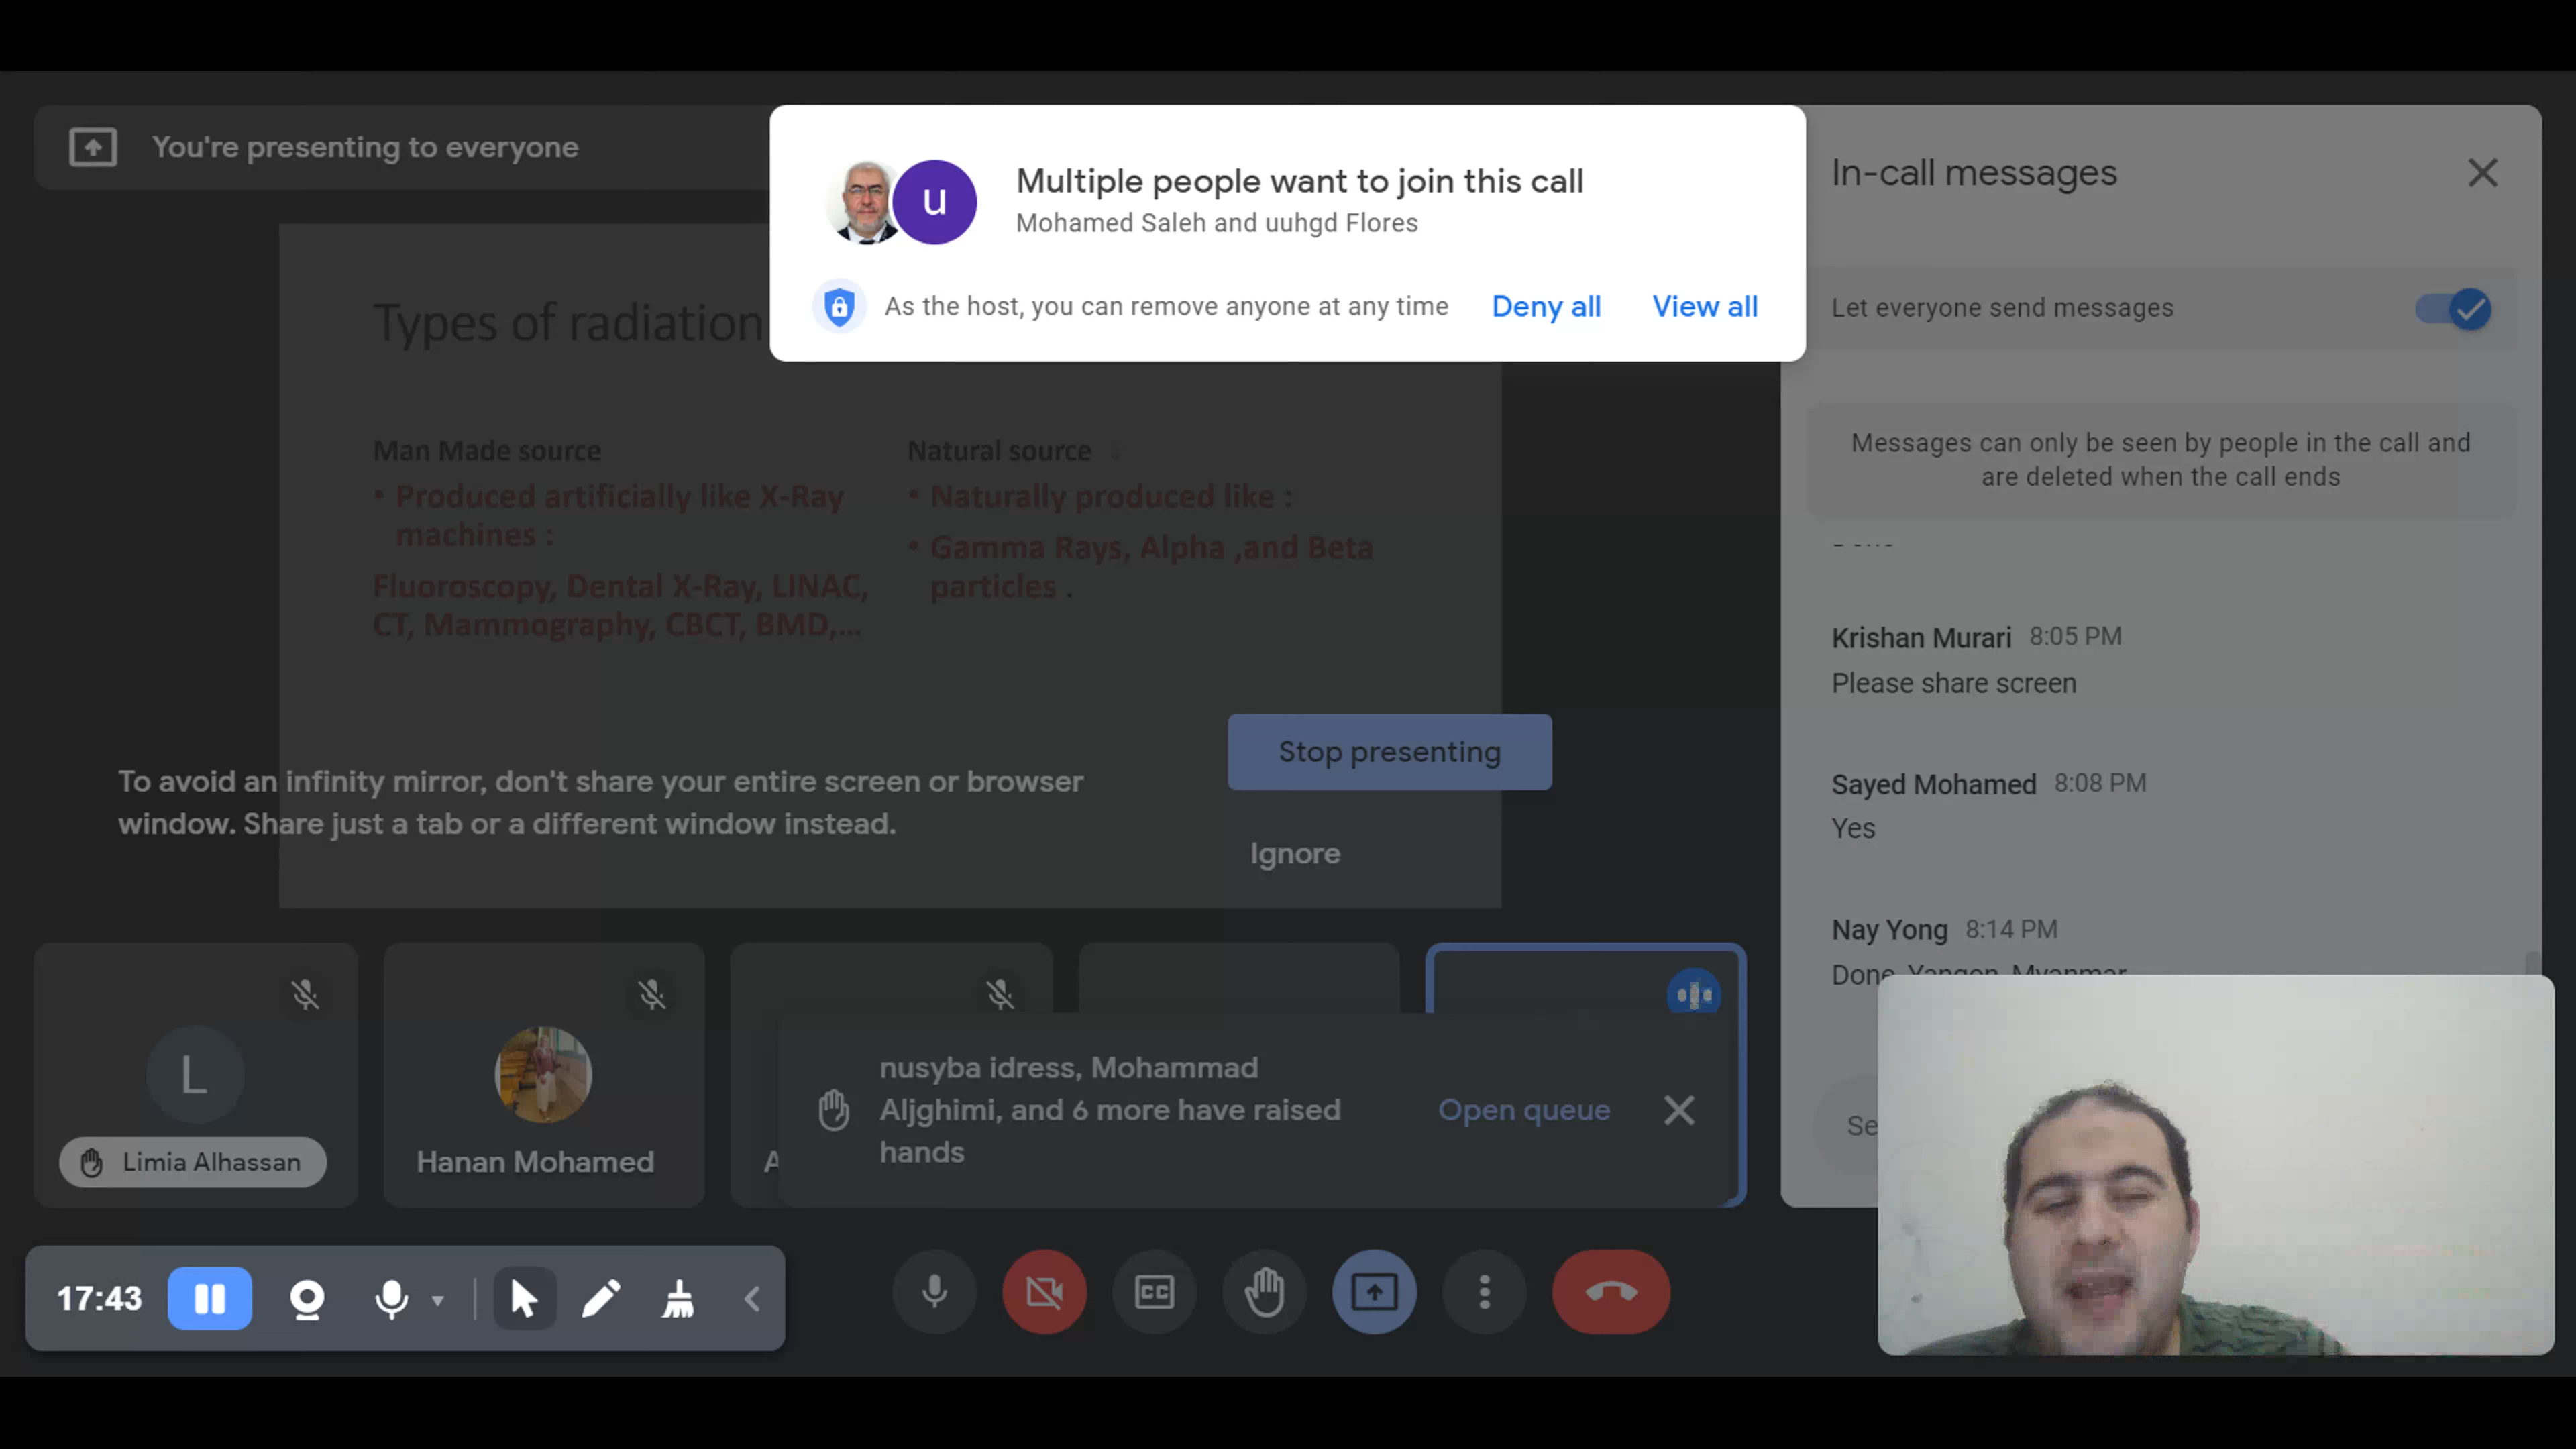 You're presenting to everyone
Multiple people want to join this call
Mohamed Saleh and uuhgd Flores
u
As the host, you can remove anyone at any time
Deny all
View all
In-call messages
Let everyone send messages
Messages can only be seen by people in the call and
are deleted when the call ends
Krishan Murari 8:05 PM
Please share screen
Sayed Mohamed 8:08 PM
Yes
Nay Yong 8:14 PM
Done, Yangon, Myanmar
Se
Types of radiation
Man Made source
• Produced artificially like X-Ray
machines :
Fluoroscopy, Dental X-Ray, LINAC,
CT, Mammography, CBCT, BMD,...
Natural source
• Naturally produced like :
• Gamma Rays, Alpha ,and Beta
particles .
To avoid an infinity mirror, don't share your entire screen or browser
window. Share just a tab or a different window instead.
Stop presenting
Ignore
L
Limia Alhassan
Hanan Mohamed
A
nusyba idress, Mohammad
Aljghimi, and 6 more have raised
hands
Open queue
17:43
CC